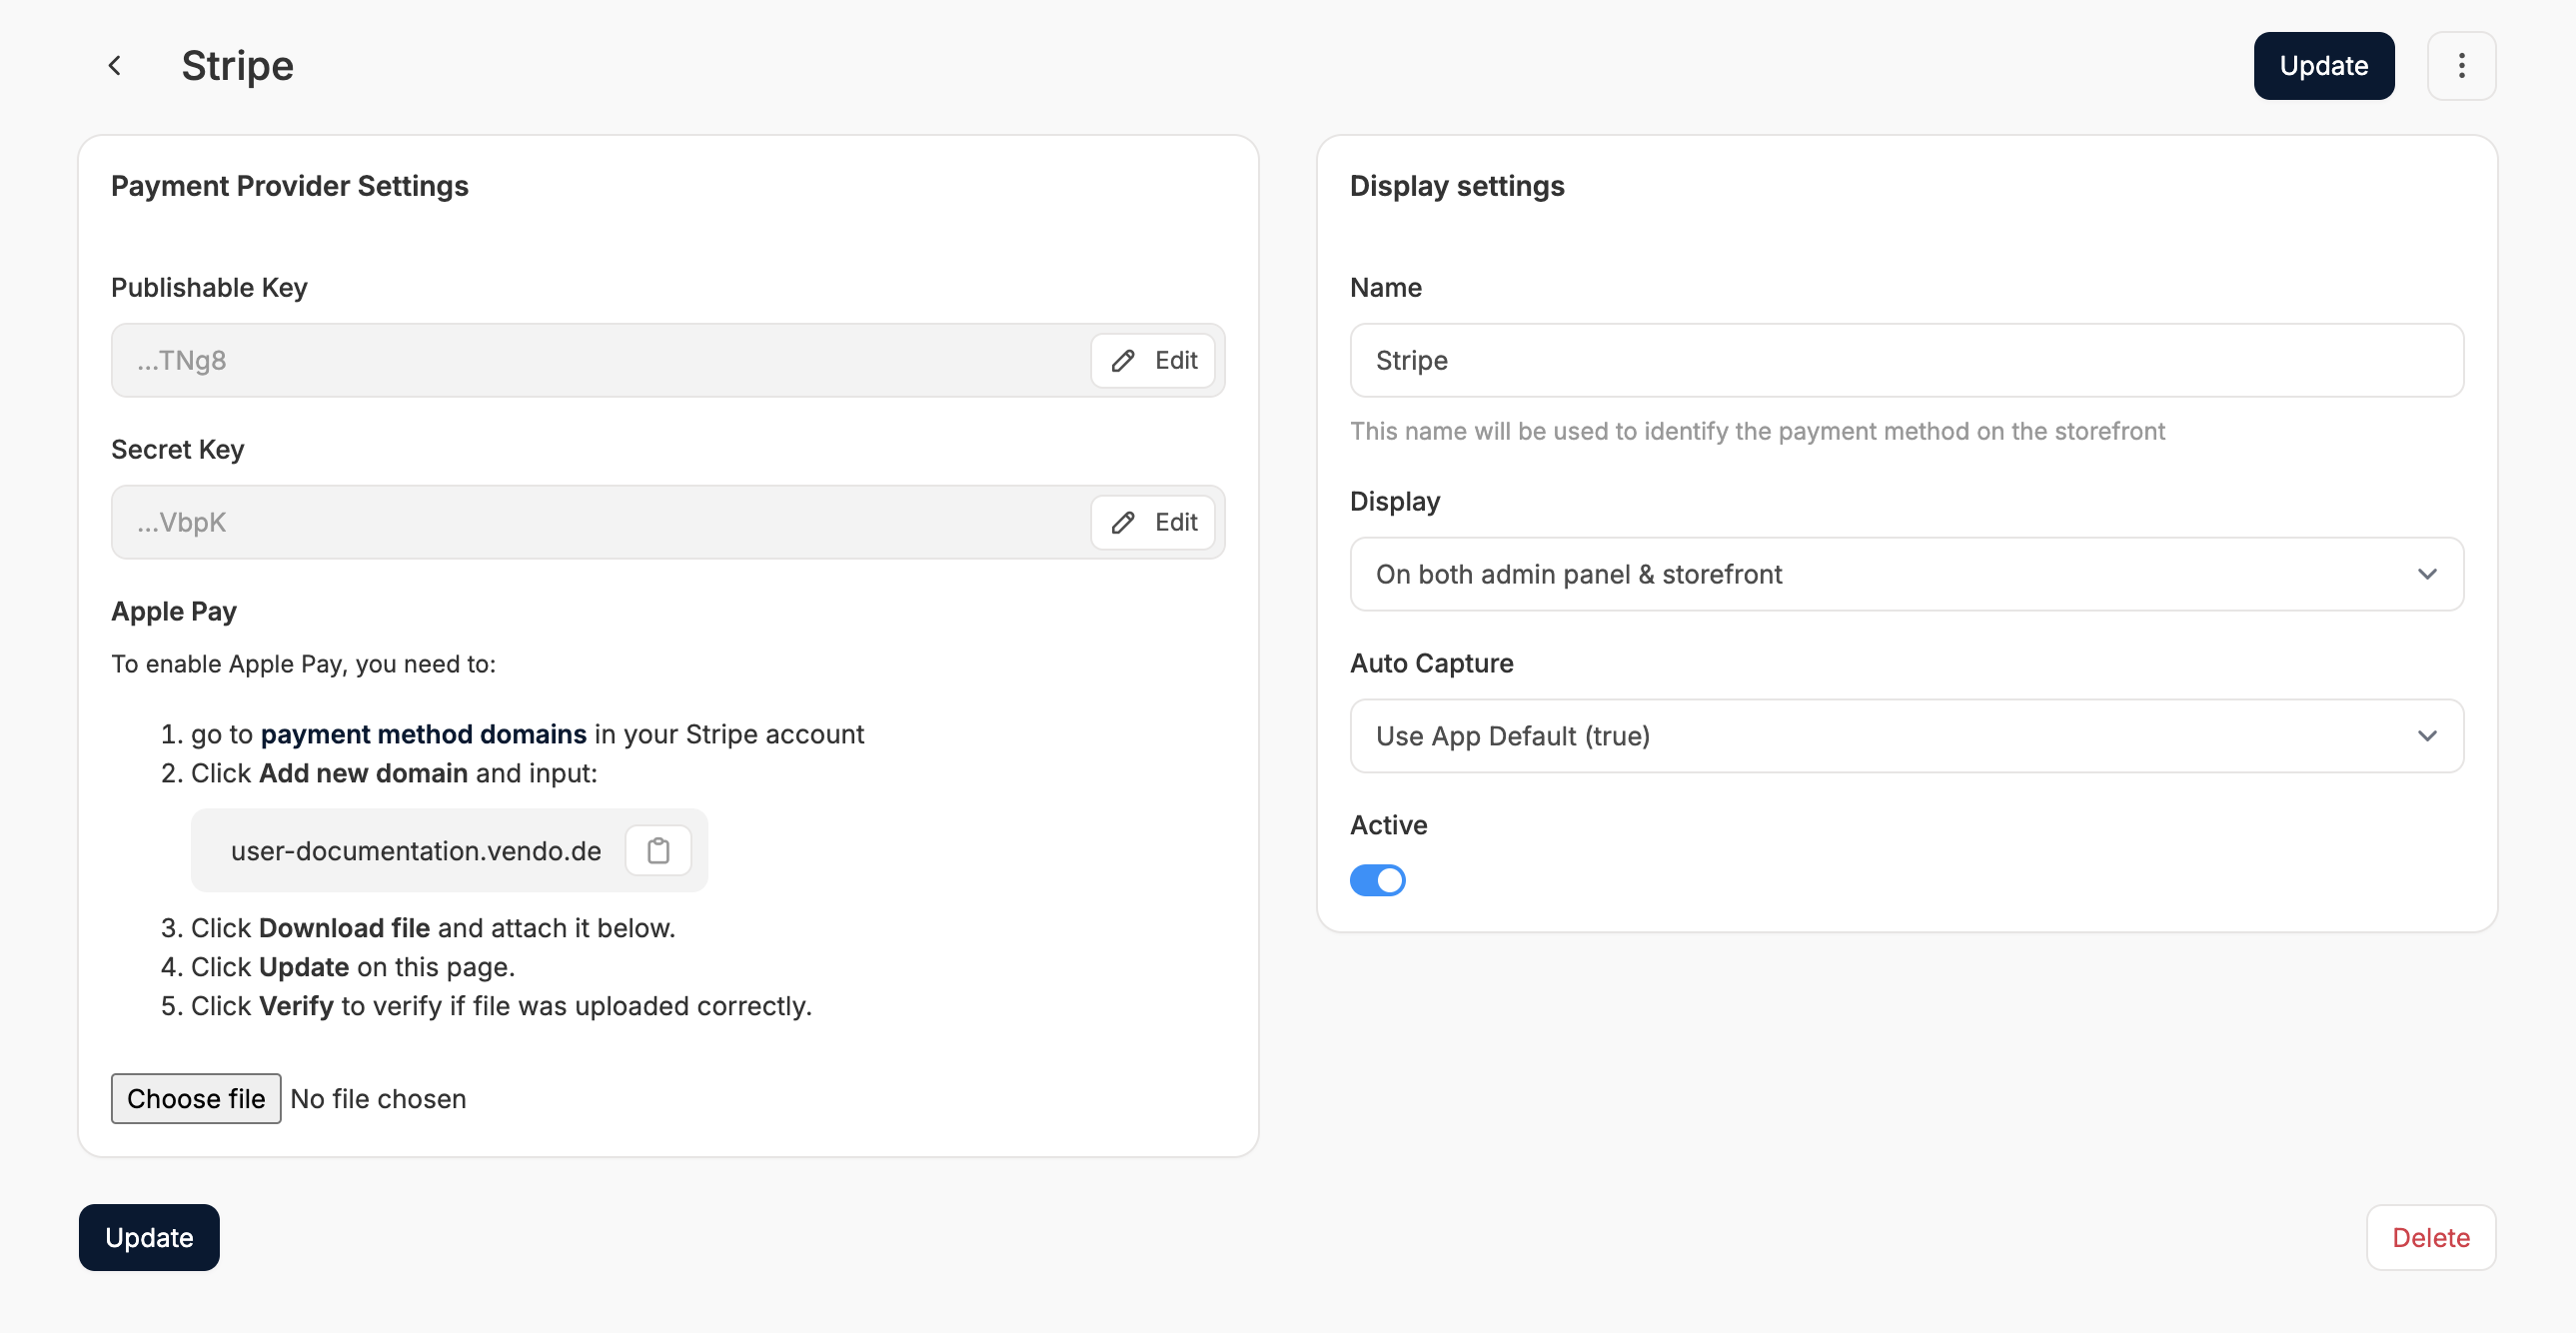 Stripe
Update
Payment Provider Settings
Publishable Key
...TNg8
Edit
Secret Key
...VbpK
Edit
Apple Pay
To enable Apple Pay, you need to:
1. go to payment method domains in your Stripe account
2. Click Add new domain and input:
user-documentation.vendo.de
3. Click Download file and attach it below.
4. Click Update on this page.
5. Click Verify to verify if file was uploaded correctly.
Choose file No file chosen
Display settings
Name
Stripe
This name will be used to identify the payment method on the storefront
Display
On both admin panel & storefront
Auto Capture
Use App Default (true)
Active
Update
Delete